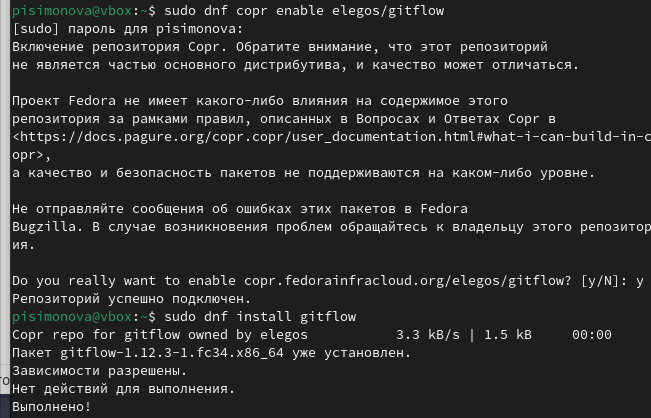 pisimonova@vbox:~$ sudo dnf copr enable elegos/gitflow
[sudo] пароль для pisimonova:
Включение репозитория Copr. Обратите внимание, что этот репозиторий
не является частью основного дистрибутива, и качество может отличаться.
Проект Fedora не имеет какого-либо влияния на содержимое этого
репозитория за рамками правил, описанных в Вопросах и Ответах Copr в
<https://docs.pagure.org/copr.copr/user_documentation.html#what-i-can-build-in-c
opr>,
а качество и безопасность пакетов не поддерживаются на каком-либо уровне.
Не отправляйте сообщения об ошибках этих пакетов в Fedora
Bugzilla. В случае возникновения проблем обращайтесь к владельцу этого репозитор
ия.
Do you really want to enable copr.fedorainfracloud.org/elegos/gitflow? [y/N]: y
Репозиторий успешно подключен.
pisimonova@vbox:~$ sudo dnf install gitflow
Copr repo for gitflow owned by elegos 3.3 kB/s | 1.5 kB 00:00
Пакет gitflow-1.12.3-1.fc34.x86_64 уже установлен.
Зависимости разрешены.
Нет действий для выполнения.
Выполнено!